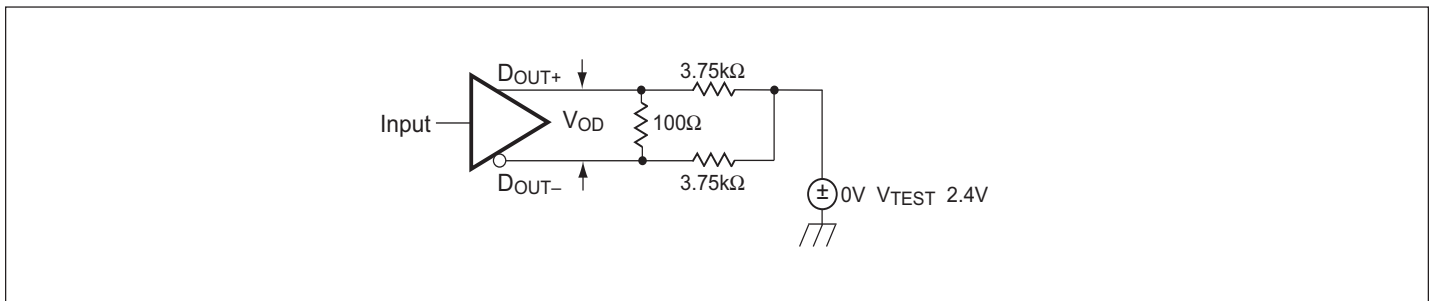 DOUT+
3.75kΩ
Input
VOD
100Ω
DOUT–
3.75kΩ
±
0V VTEST 2.4V